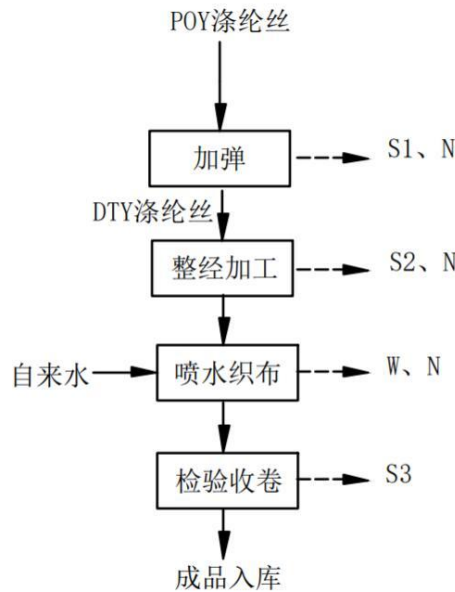 POY涤纶丝
加弹
S1、N
DTY涤纶丝
整经加工
S2、N
自来水
喷水织布
W、N
检验收卷
S3
成品入库